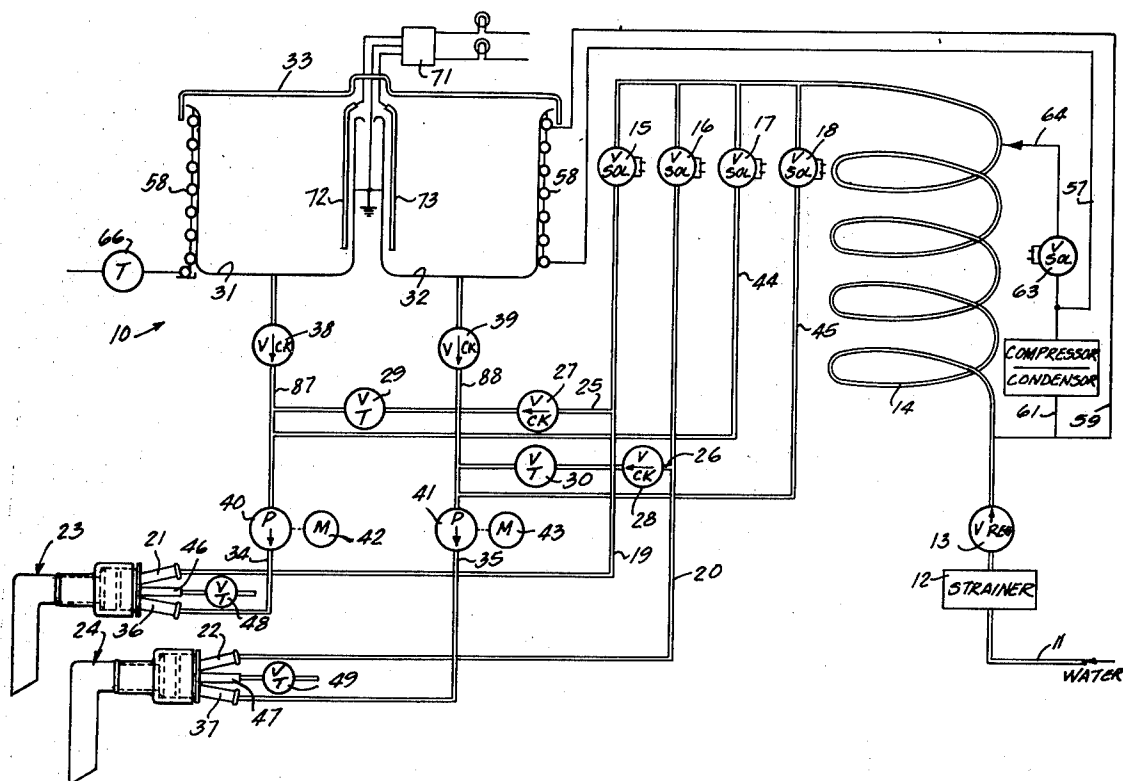 33
71
57
15
16
17
18
64
V
SOL
V
SOL
V
SOL
V
SOL
58
72
73
58
66
T
V
SOL
63
31
32
44
10
38
V CK
39
V CK
45
COMPRESSOR
CONDENSOR
87
29
V
T
88
27
V
CK
25
14
61
59
V
T
30
V
CK
26
28
40
P
M
42
41
P
M
43
13
V REG
23
21
46
34
35
19
20
12
STRAINER
V
T
48
36
24
22
11
WATER
V
T
49
47
37